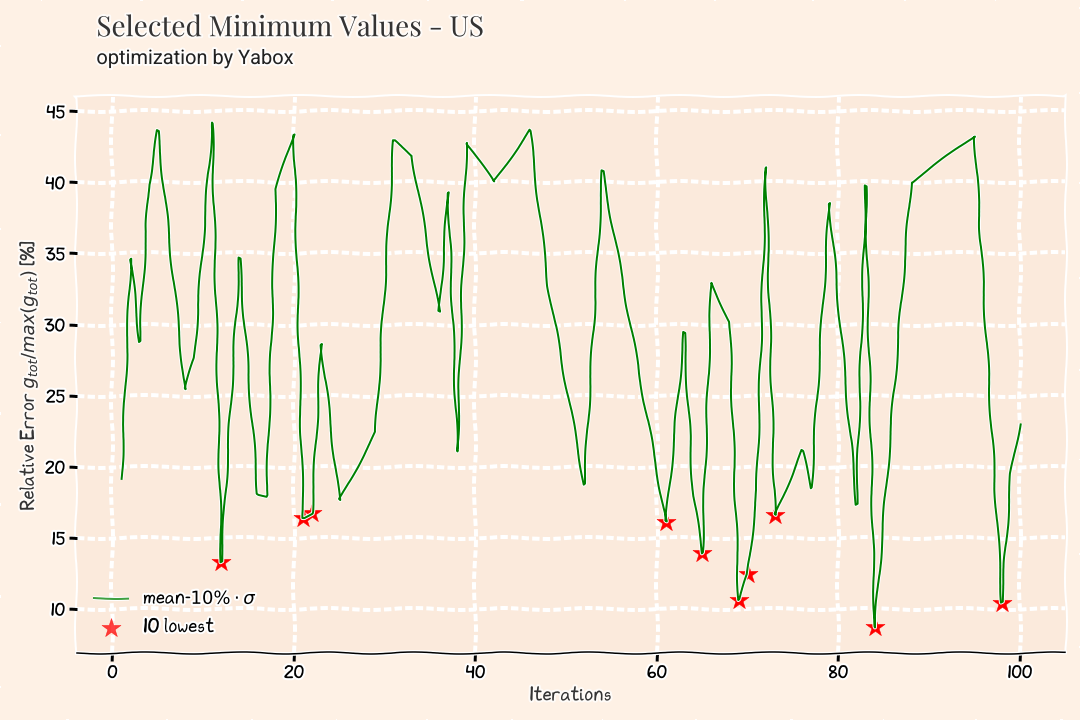 Selected Minimum Values - US
optimization by Yabox
45
40
35
30
25
20
15
10
Relative Error g_tot/max(g_tot) [%]
mean-10% · σ
10 lowest
0 20 40 60 80 100
Iterations